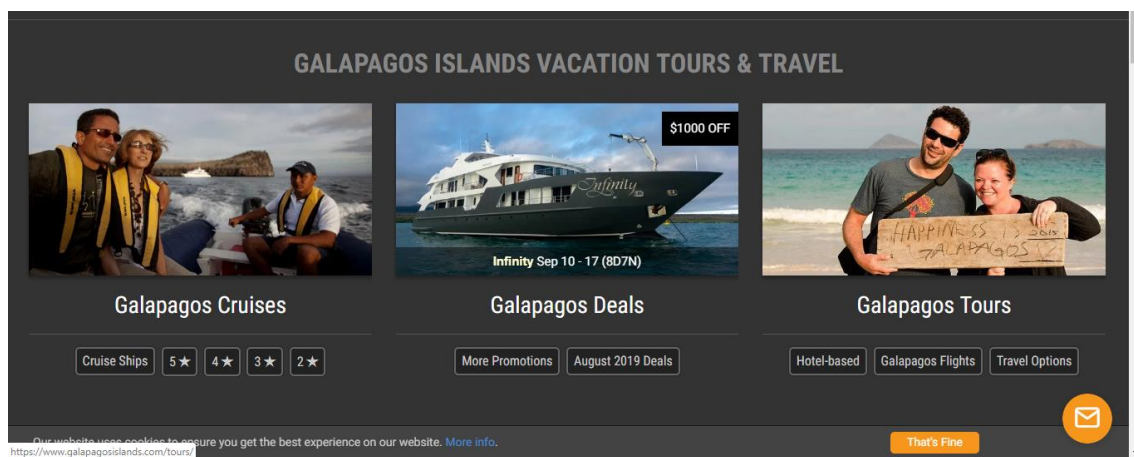 GALAPAGOS ISLANDS VACATION TOURS & TRAVEL
$1000 OFF
Infinity
Infinity Sep 10 - 17 (8D7N)
HAPPINESS IS 2015
GALAPAGOS
Galapagos Cruises
Galapagos Deals
Galapagos Tours
Cruise Ships 5★ 4★ 3★ 2★
More Promotions August 2019 Deals
Hotel-based Galapagos Flights Travel Options
Our website uses cookies to ensure you get the best experience on our website. More info.
That's Fine
https://www.galapagosislands.com/tours/